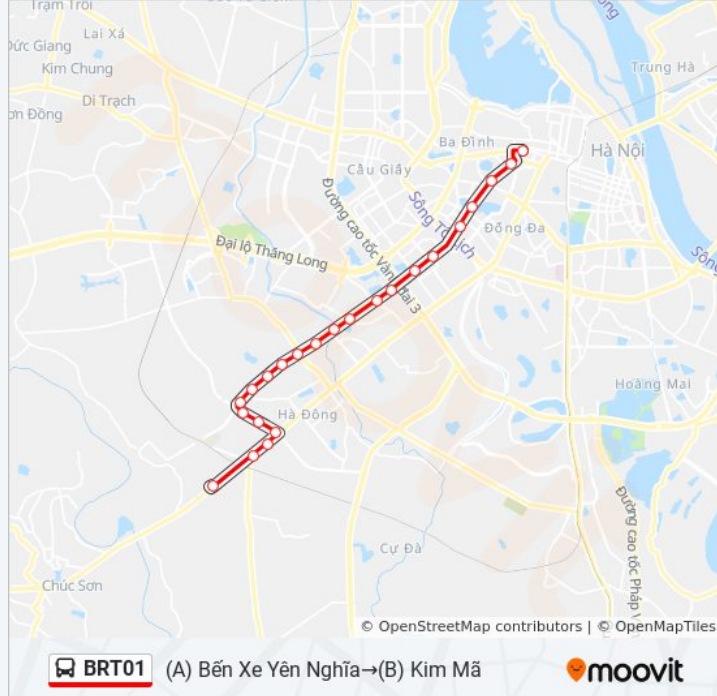 Trạm Trôi
Lai Xá
Đức Giang
Kim Chung
Trung Hà
Di Trạch
Sơn Đồng
Ba Đình
Hà Nội
Cầu Giấy
Đường cao tốc Vành đai 3
Sông Tô Lịch
Đống Đa
Đại lộ Thăng Long
Sông
Hoàng Mai
Hà Đông
Đường cao tốc Pháp V
Cự Đà
Chúc Sơn
© OpenStreetMap contributors | © OpenMapTiles
BRT01 (A) Bến Xe Yên Nghĩa→(B) Kim Mã
moovit